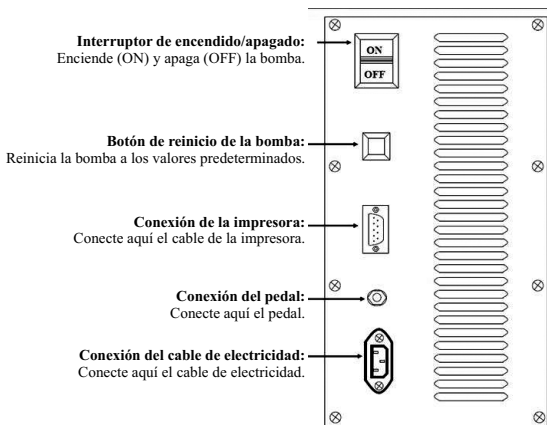 Interruptor de encendido/apagado:
Enciende (ON) y apaga (OFF) la bomba.
ON
OFF
Botón de reinicio de la bomba:
Reinicia la bomba a los valores predeterminados.
Conexión de la impresora:
Conecte aquí el cable de la impresora.
Conexión del pedal:
Conecte aquí el pedal.
Conexión del cable de electricidad:
Conecte aquí el cable de electricidad.